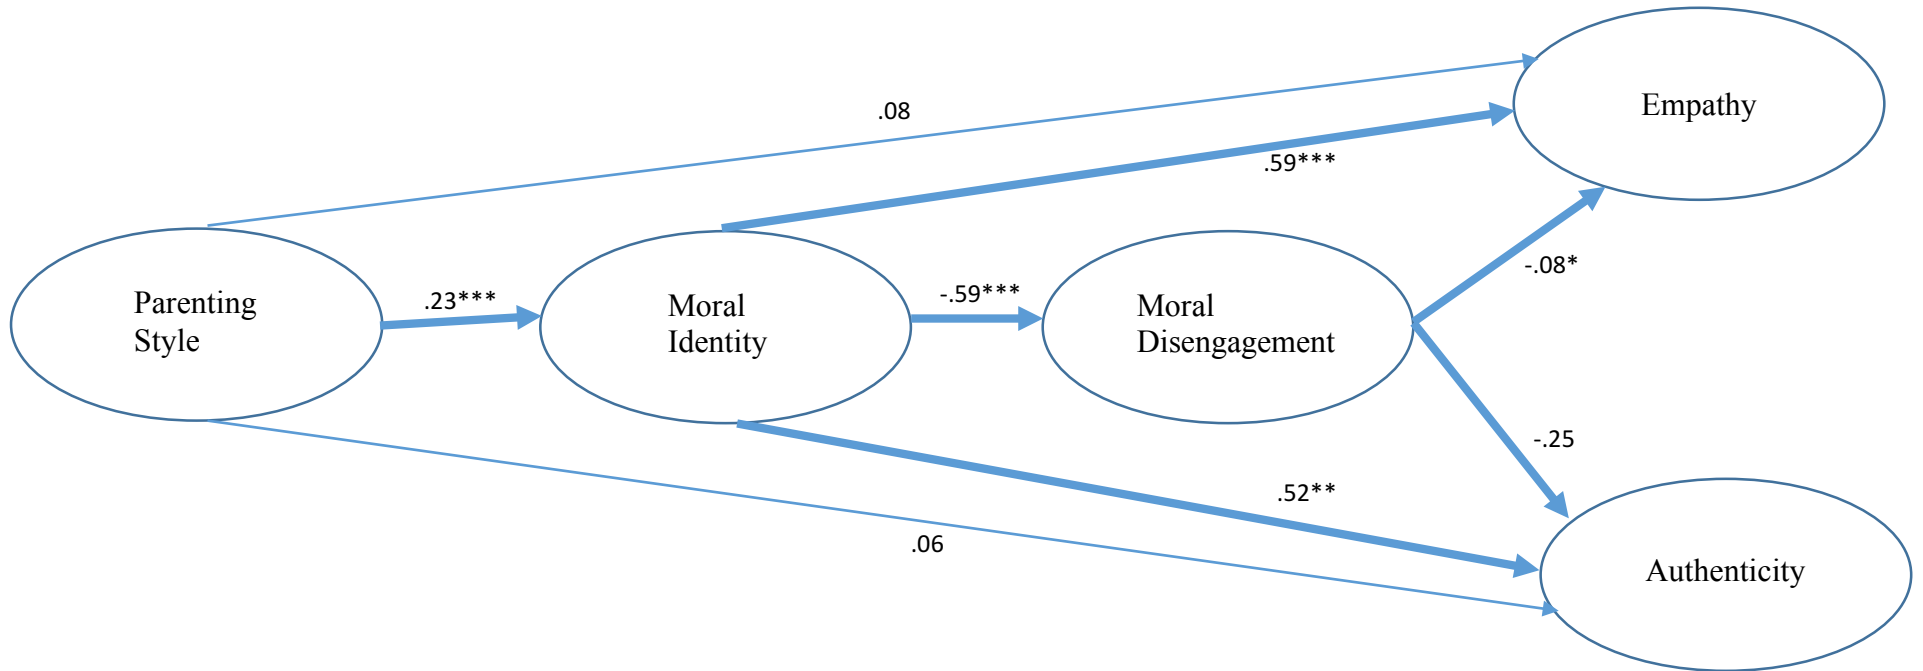 Empathy
.08
.59***
-.08*
Parenting
Style
.23***
Moral
Identity
-.59***
Moral
Disengagement
-.25
.52**
.06
Authenticity